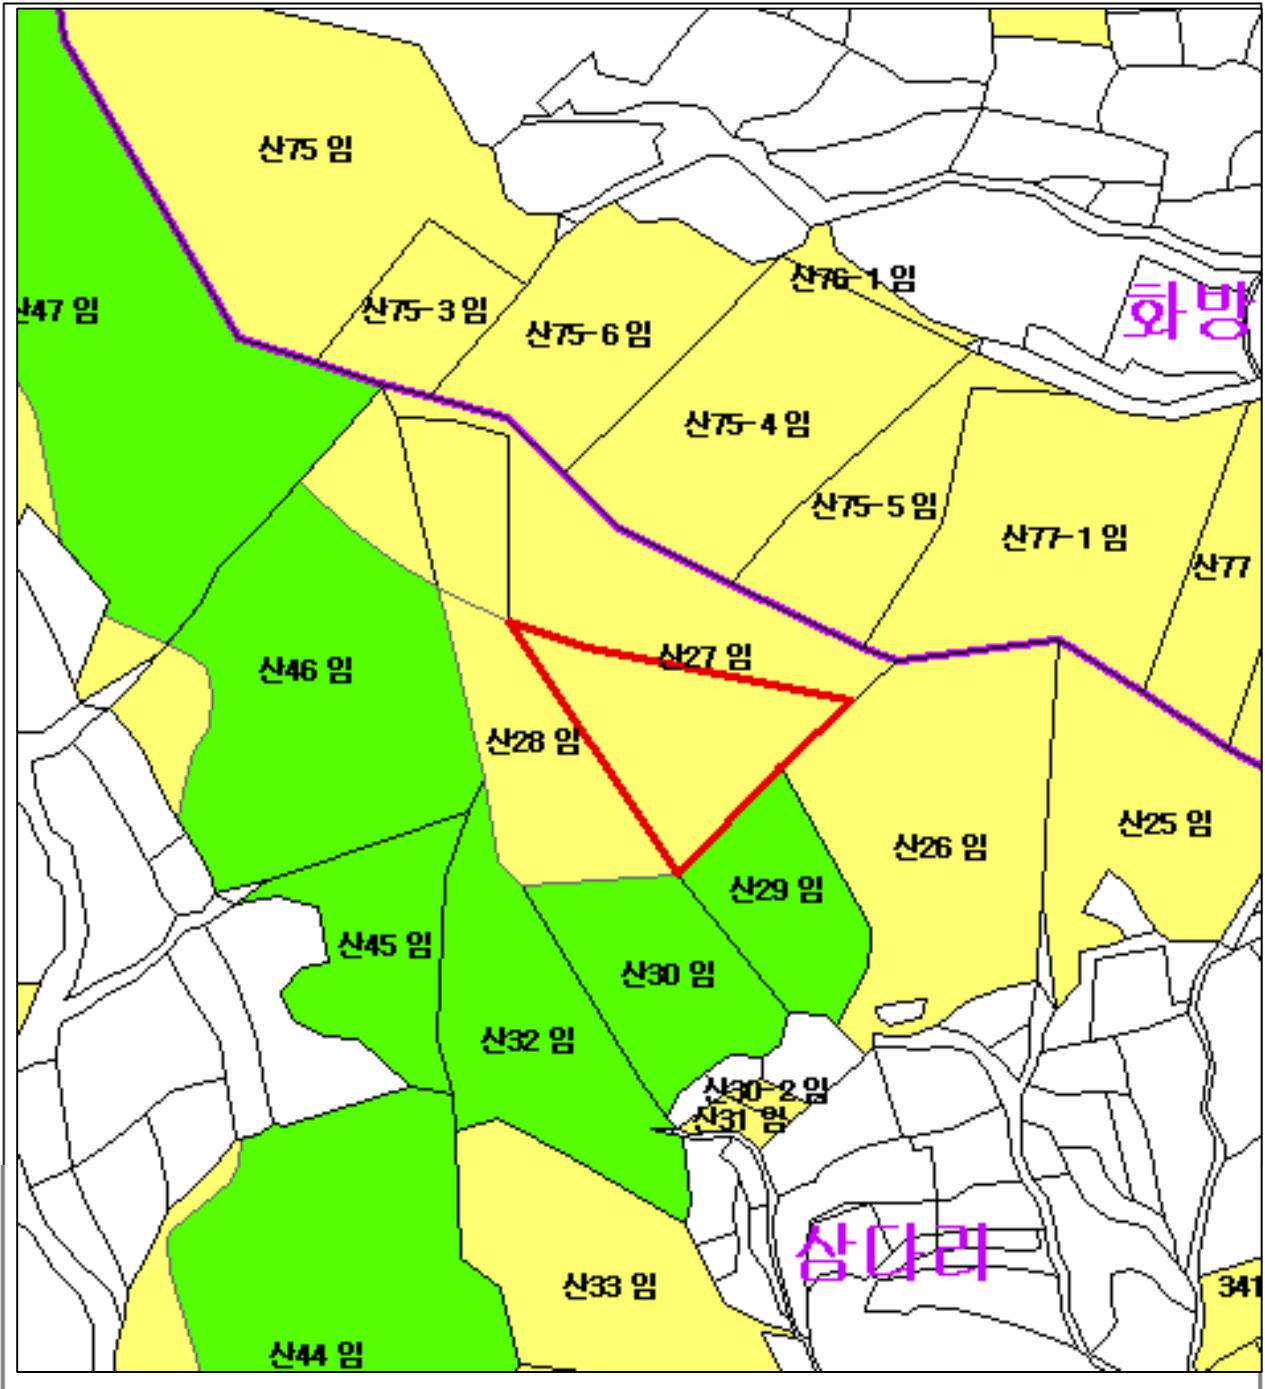 산75 임
산76-1 임
산47 임
산75-3 임
화방
산75-6 임
산75-4 임
산75-5 임
산77-1 임
산77
산27 임
산46 임
산28 임
산25 임
산26 임
산29 임
산45 임
산30 임
산32 임
산30-2 임
산31 임
삼다리
산33 임
341
산44 임